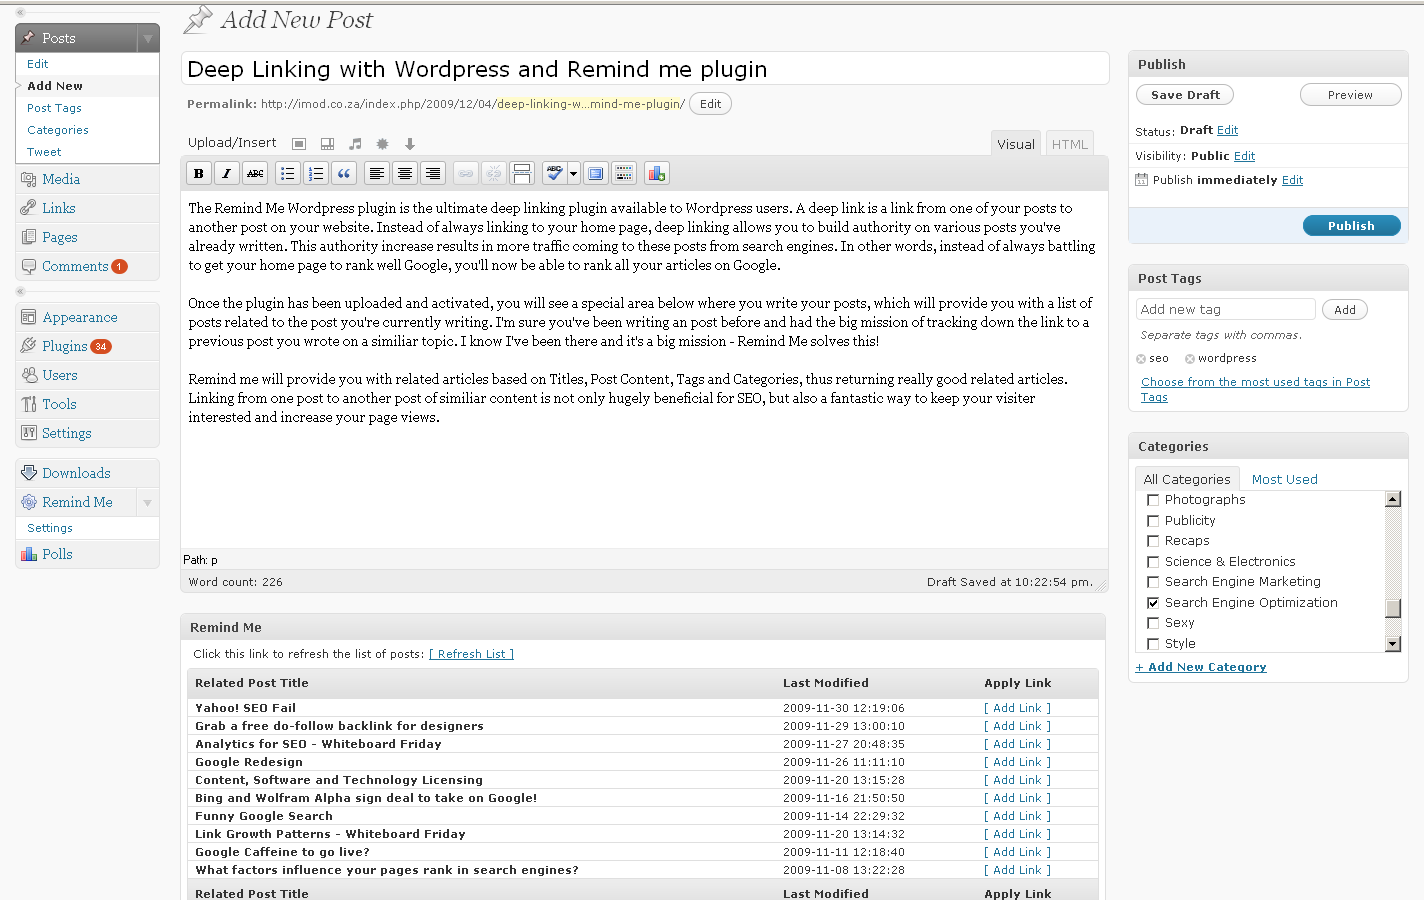 Add New Post
Posts
Edit
Add New
Post Tags
Categories
Tweet
Media
Links
Pages
Comments 1
Appearance
Plugins 34
Users
Tools
Settings
Downloads
Remind Me
Settings
Polls
Deep Linking with Wordpress and Remind me plugin
Permalink: http://imod.co.za/index.php/2009/12/04/deep-linking-w...mind-me-plugin/ Edit
Upload/Insert
Visual HTML
B I ABC ABC
The Remind Me Wordpress plugin is the ultimate deep linking plugin available to Wordpress users. A deep link is a link from one of your posts to
another post on your website. Instead of always linking to your home page, deep linking allows you to build authority on various posts you've
already written. This authority increase results in more traffic coming to these posts from search engines. In other words, instead of always battling
to get your home page to rank well Google, you'll now be able to rank all your articles on Google.
Once the plugin has been uploaded and activated, you will see a special area below where you write your posts, which will provide you with a list of
posts related to the post you're currently writing. I'm sure you've been writing an post before and had the big mission of tracking down the link to a
previous post you wrote on a similiar topic. I know I've been there and it's a big mission - Remind Me solves this!
Remind me will provide you with related articles based on Titles, Post Content, Tags and Categories, thus returning really good related articles.
Linking from one post to another post of similiar content is not only hugely beneficial for SEO, but also a fantastic way to keep your visiter
interested and increase your page views.
Path: p
Word count: 226 Draft Saved at 10:22:54 pm.
Remind Me
Click this link to refresh the list of posts: [ Refresh List ]
Related Post Title Last Modified Apply Link
Yahoo! SEO Fail 2009-11-30 12:19:06 [ Add Link ]
Grab a free do-follow backlink for designers 2009-11-29 13:00:10 [ Add Link ]
Analytics for SEO - Whiteboard Friday 2009-11-27 20:48:35 [ Add Link ]
Google Redesign 2009-11-26 11:11:10 [ Add Link ]
Content, Software and Technology Licensing 2009-11-20 13:15:28 [ Add Link ]
Bing and Wolfram Alpha sign deal to take on Google! 2009-11-16 21:50:50 [ Add Link ]
Funny Google Search 2009-11-14 22:29:32 [ Add Link ]
Link Growth Patterns - Whiteboard Friday 2009-11-20 13:14:32 [ Add Link ]
Google Caffeine to go live? 2009-11-11 12:18:40 [ Add Link ]
What factors influence your pages rank in search engines? 2009-11-08 13:22:28 [ Add Link ]
Related Post Title Last Modified Apply Link
Publish
Save Draft Preview
Status: Draft Edit
Visibility: Public Edit
Publish immediately Edit
Publish
Post Tags
Add new tag Add
Separate tags with commas.
seo wordpress
Choose from the most used tags in Post
Tags
Categories
All Categories Most Used
Photographs
Publicity
Recaps
Science & Electronics
Search Engine Marketing
Search Engine Optimization
Sexy
Style
+ Add New Category